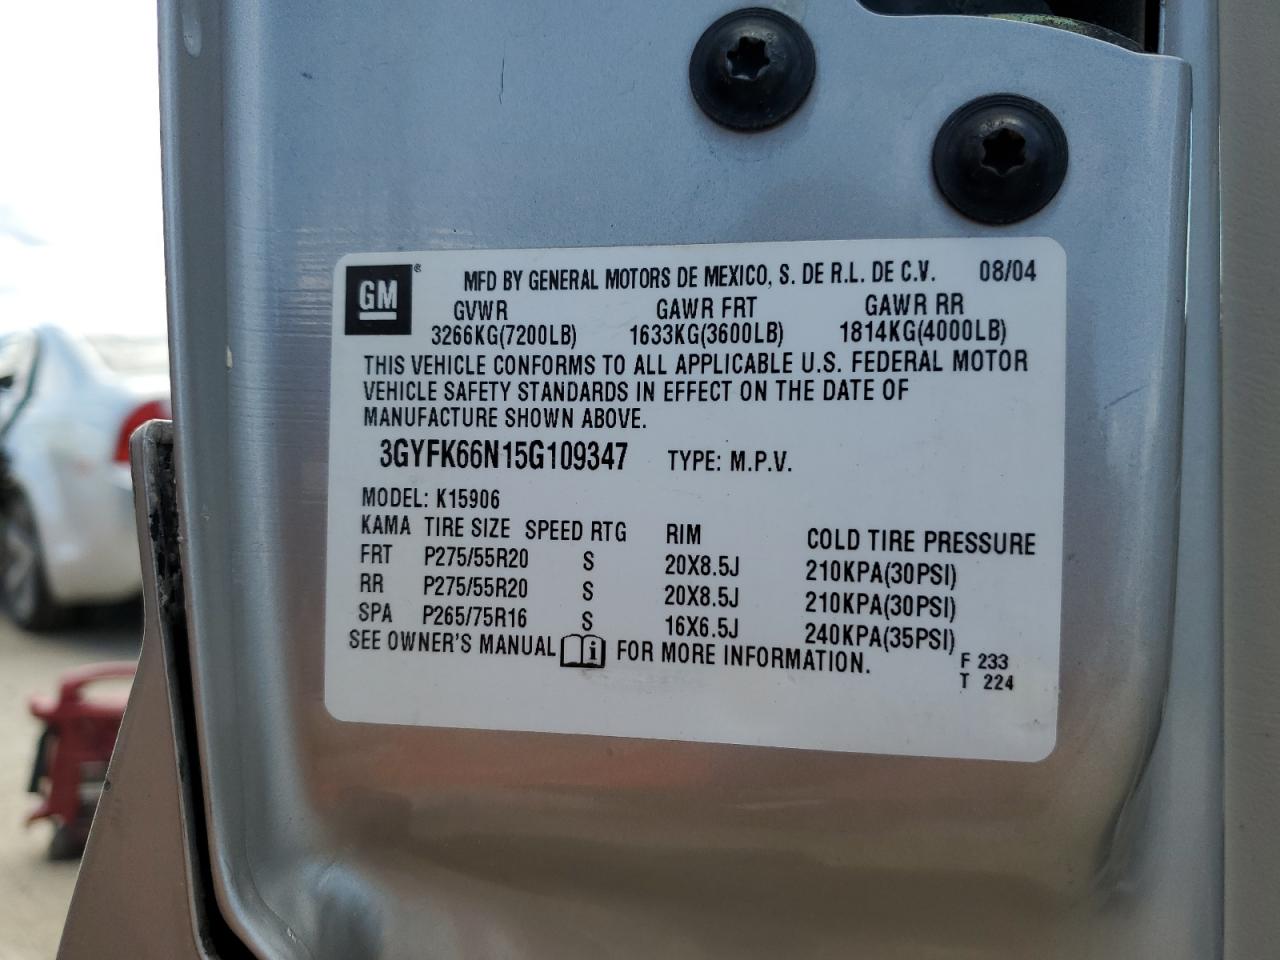 GM®
MFD BY GENERAL MOTORS DE MEXICO, S. DE R.L. DE C.V. 08/04
GVWR GAWR FRT GAWR RR
3266KG(7200LB) 1633KG(3600LB) 1814KG(4000LB)
THIS VEHICLE CONFORMS TO ALL APPLICABLE U.S. FEDERAL MOTOR
VEHICLE SAFETY STANDARDS IN EFFECT ON THE DATE OF
MANUFACTURE SHOWN ABOVE.
3GYFK66N15G109347 TYPE: M.P.V.
MODEL: K15906
KAMA TIRE SIZE SPEED RTG RIM COLD TIRE PRESSURE
FRT P275/55R20 S 20X8.5J 210KPA(30PSI)
RR P275/55R20 S 20X8.5J 210KPA(30PSI)
SPA P265/75R16 S 16X6.5J 240KPA(35PSI)
SEE OWNER'S MANUAL i FOR MORE INFORMATION.
F 233
T 224